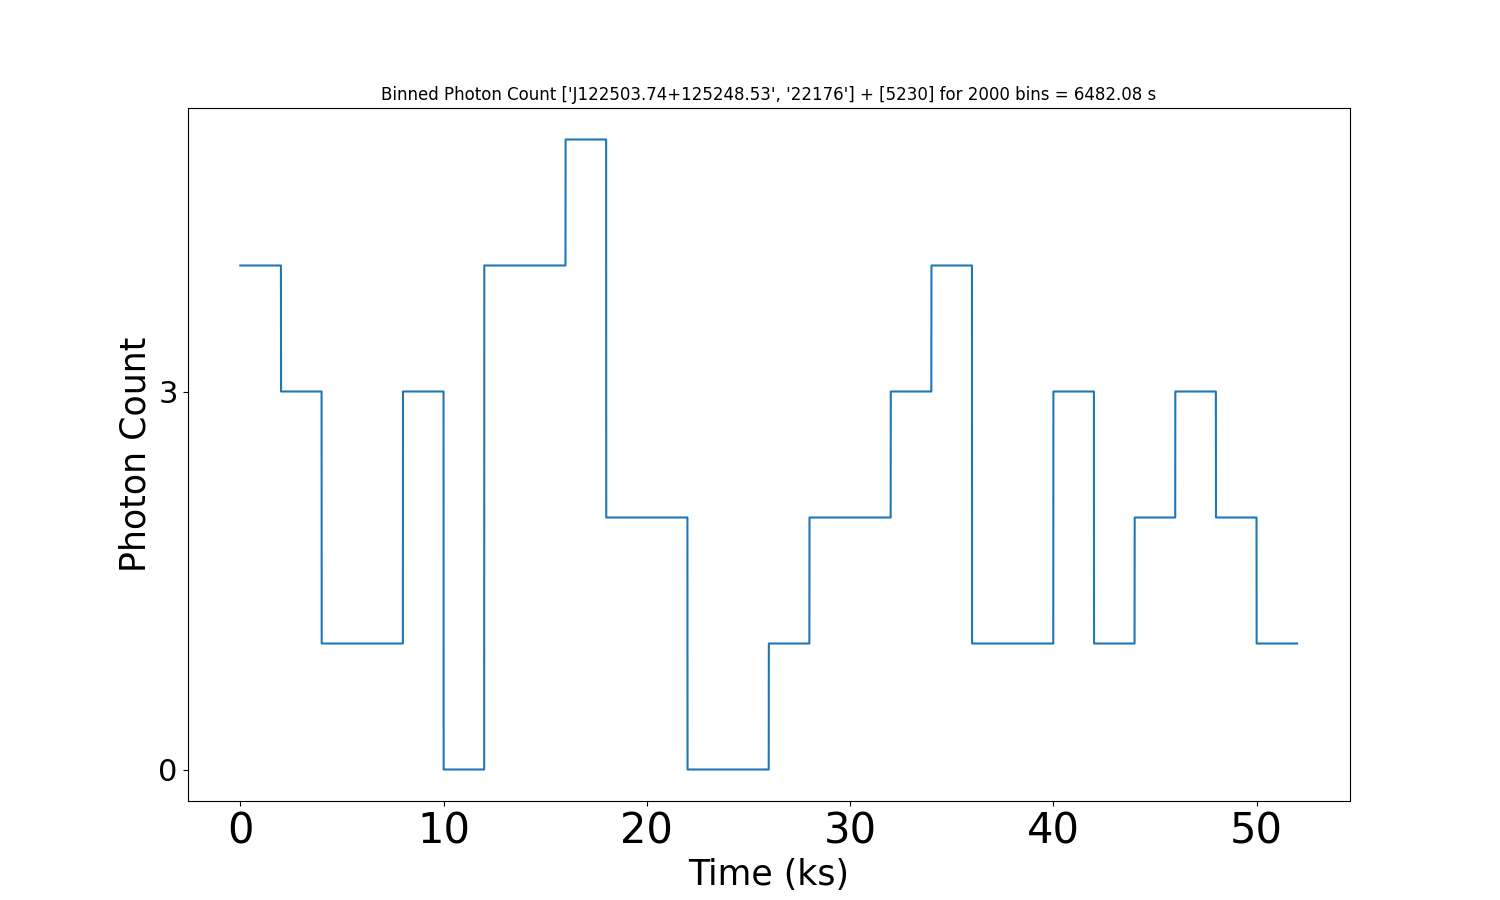 Binned Photon Count ['J122503.74+125248.53', '22176'] + [5230] for 2000 bins = 6482.08 s
Photon Count
3
0
0 10 20 30 40 50
Time (ks)